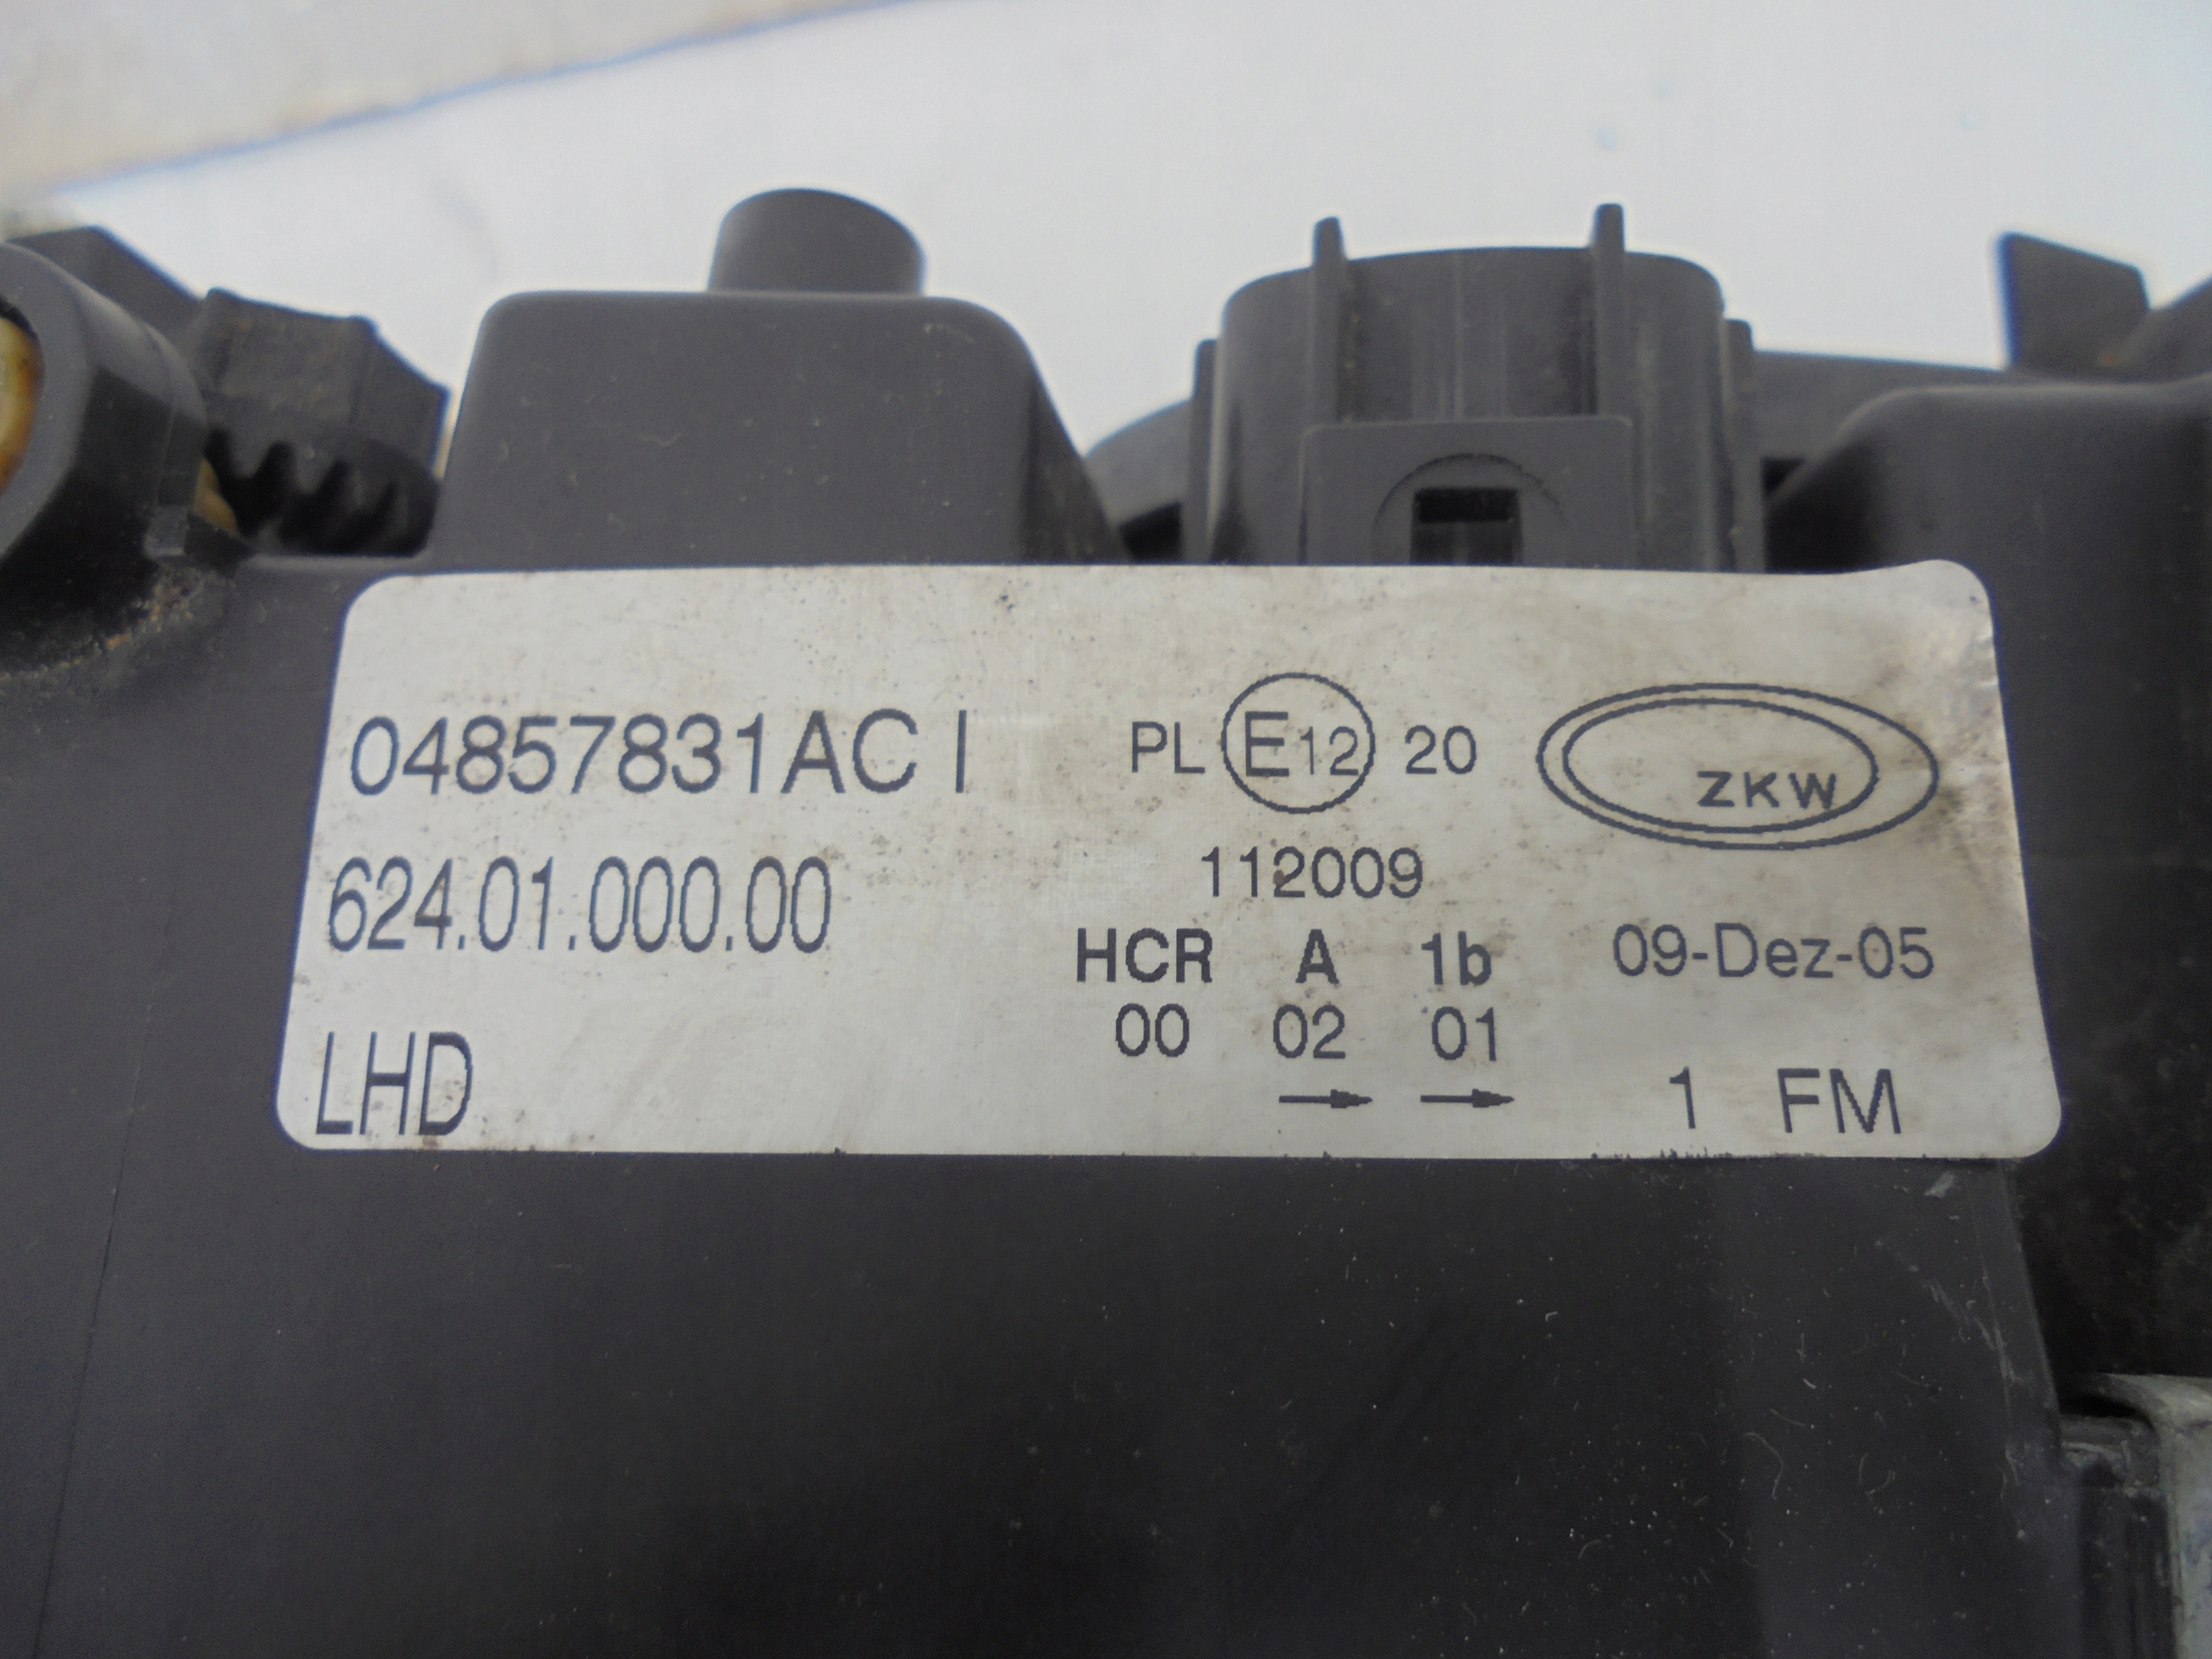 04857831AC I
624.01.000.00
LHD
PL E12 20
112009
HCR A 1b
00 02 01
→ →
ZKW
09-Dez-05
1 FM